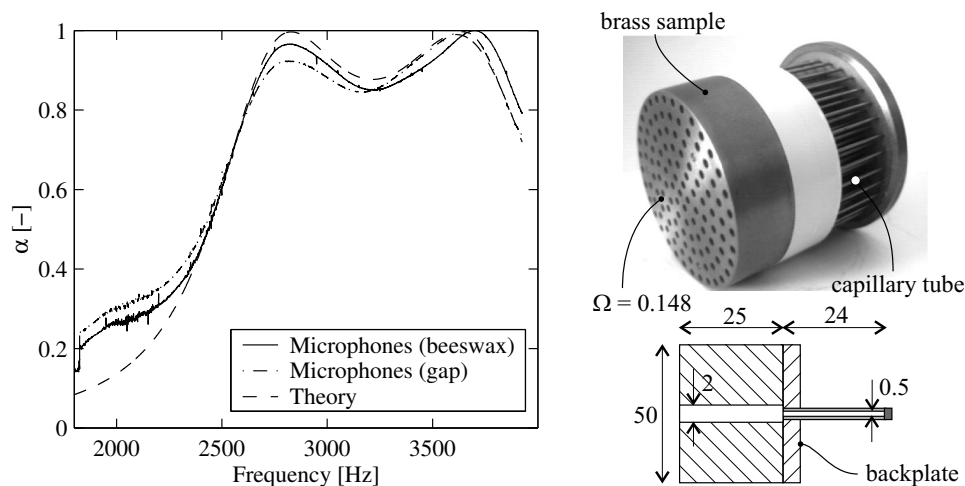 1
0.8
0.6
0.4
0.2
0
α [–]
2000
2500
3000
3500
Frequency [Hz]
Microphones (beeswax)
Microphones (gap)
Theory
brass sample
capillary tube
Ω = 0.148
25
24
2
0.5
50
backplate